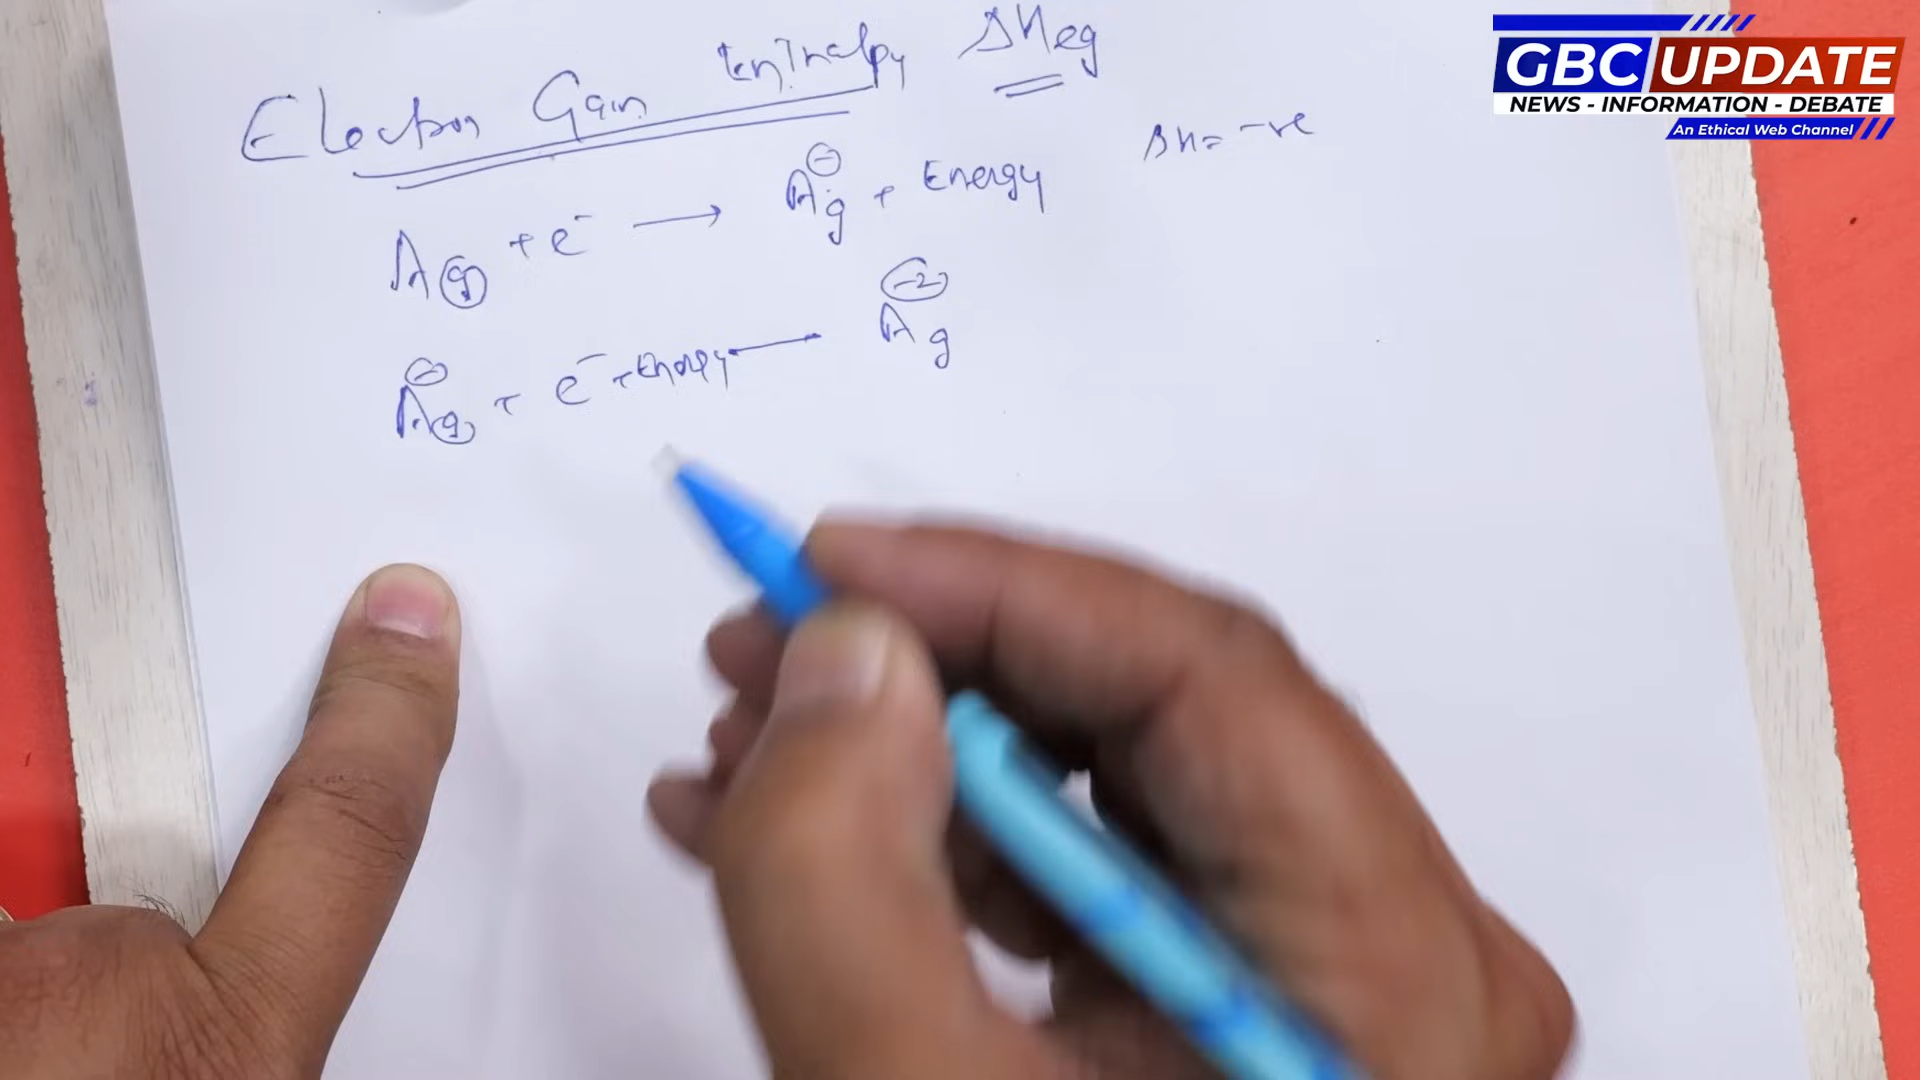 Electron Gain Enthalpy ΔHeg
A(g) + e⁻ → A⁻g + Energy ΔH = -ve
A⁻(g) + e⁻ + Energy → A⁻²g
GBC UPDATE
NEWS - INFORMATION - DEBATE
An Ethical Web Channel